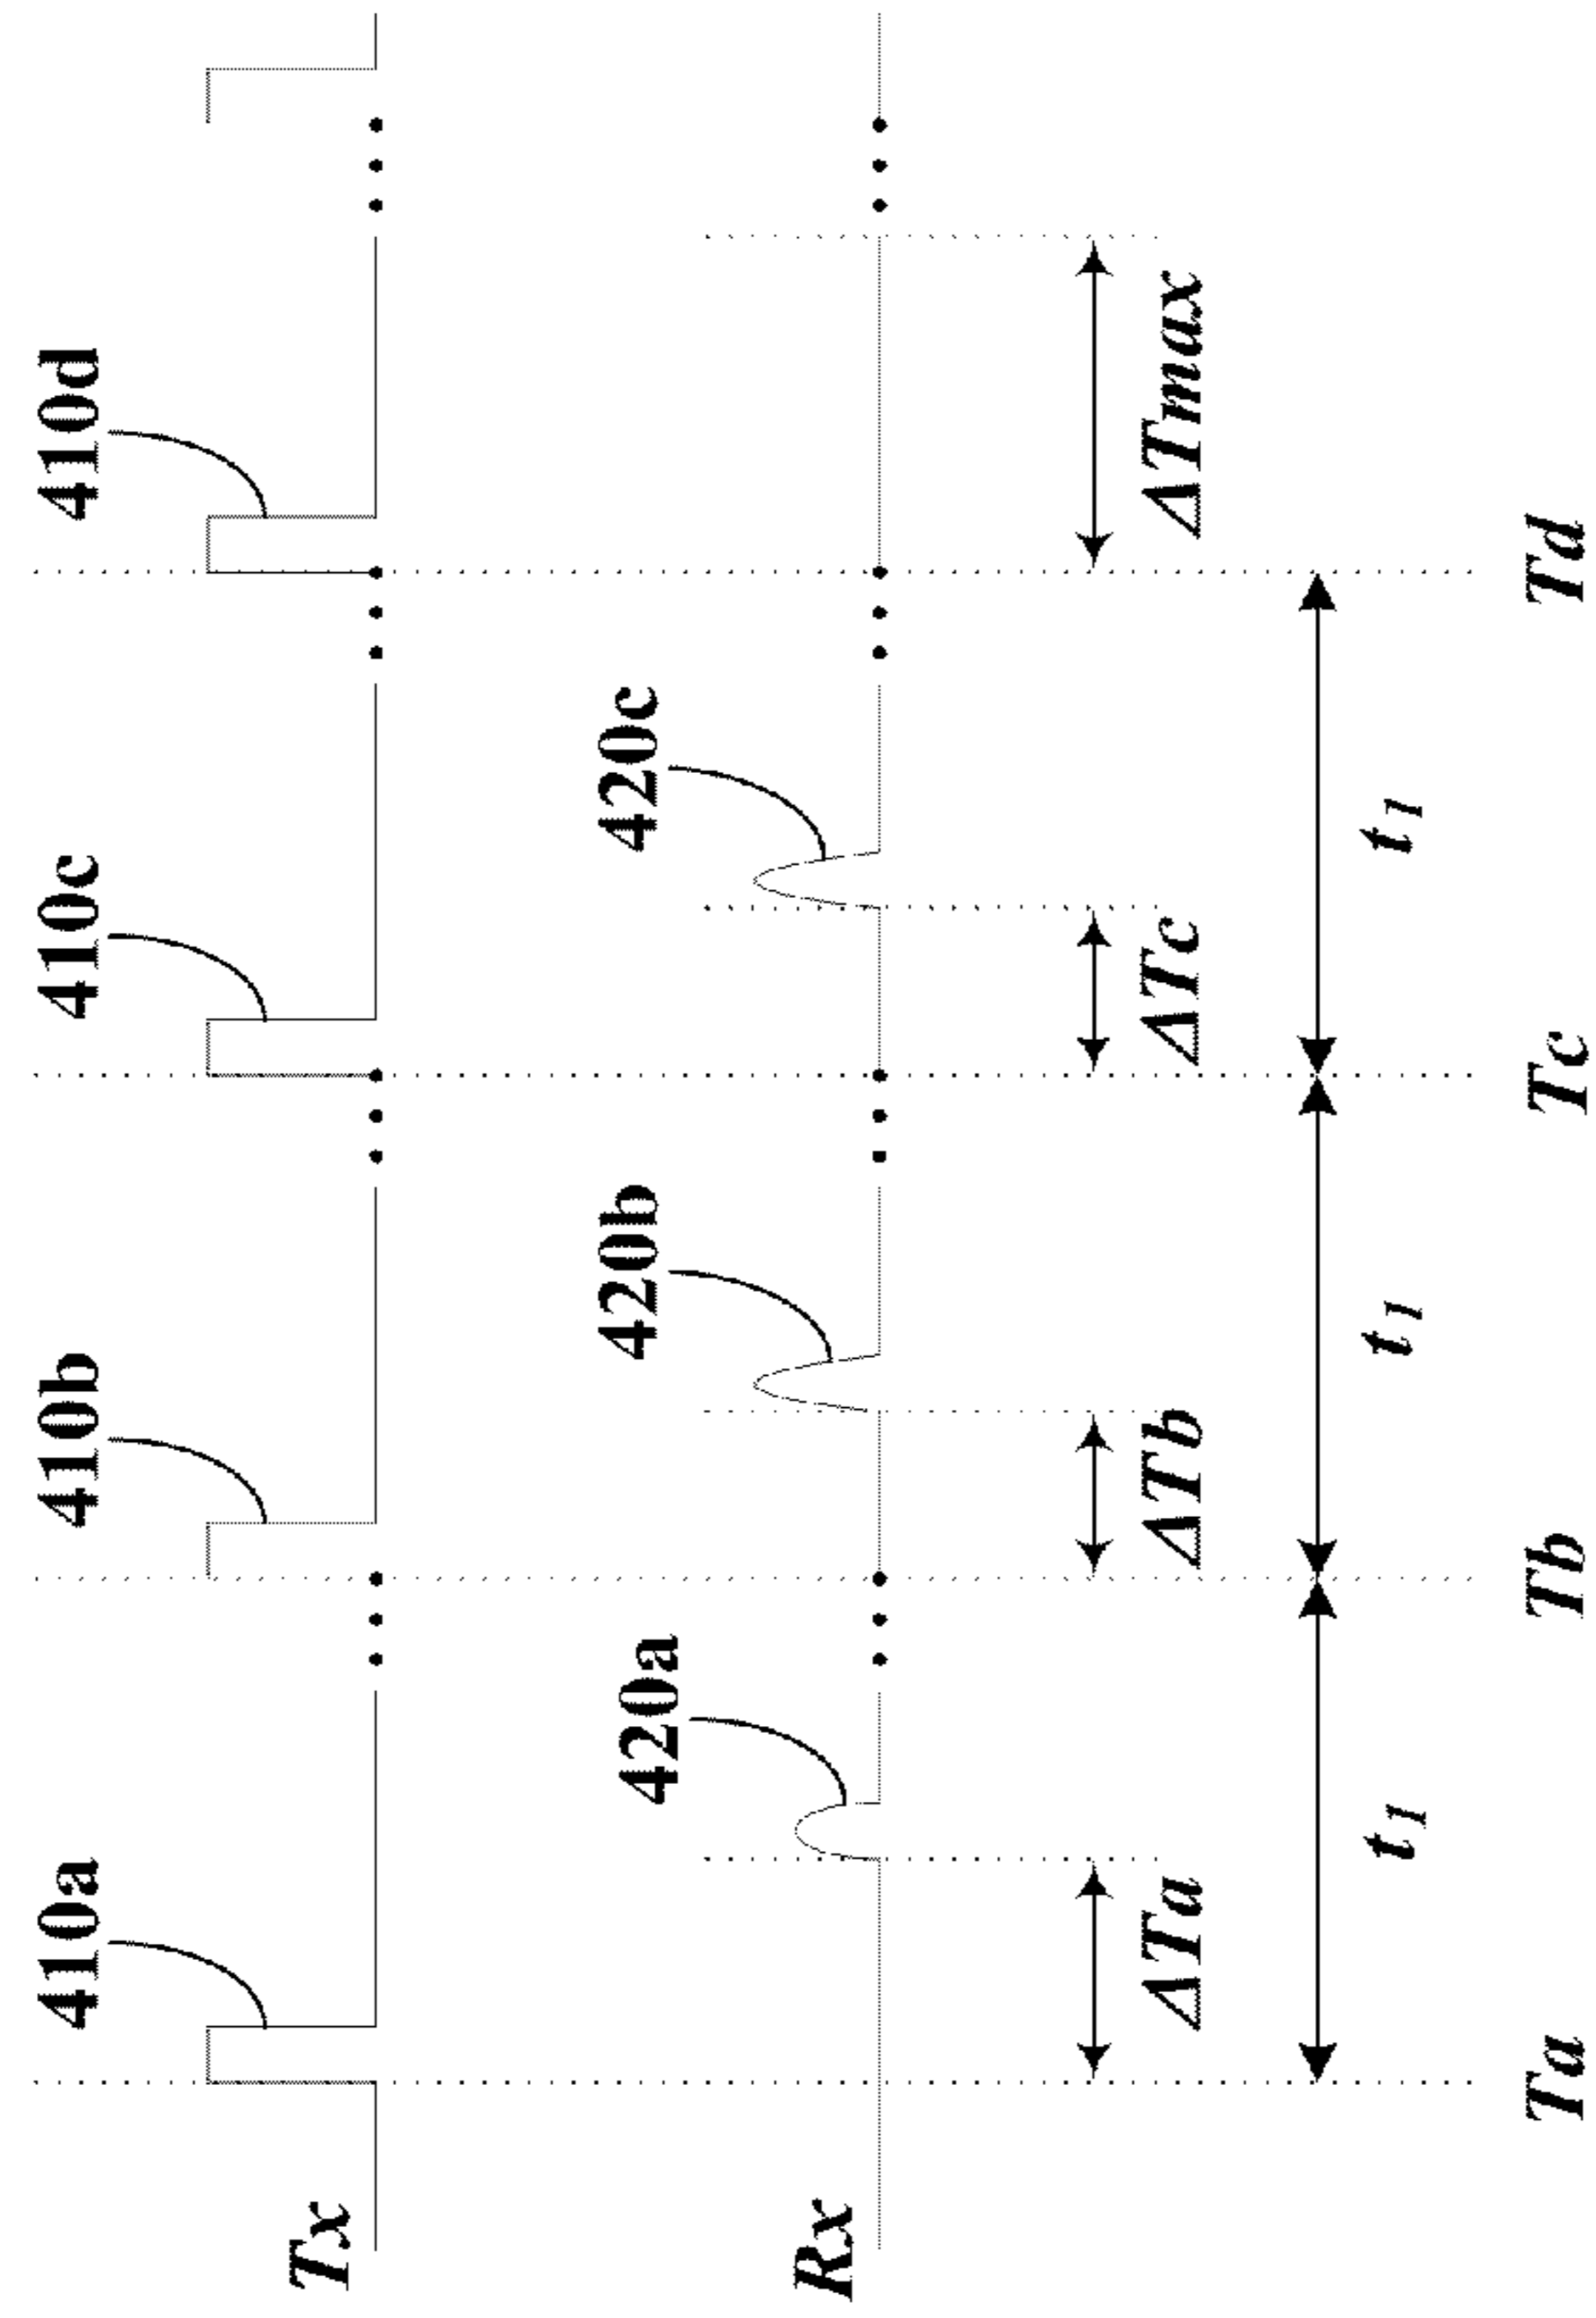 410a 410b 410c 410d
Tx
420a 420b 420c
Rx
ΔTa ΔTb ΔTc ΔTmax
t1 t1 t1
Ta Tb Tc Td